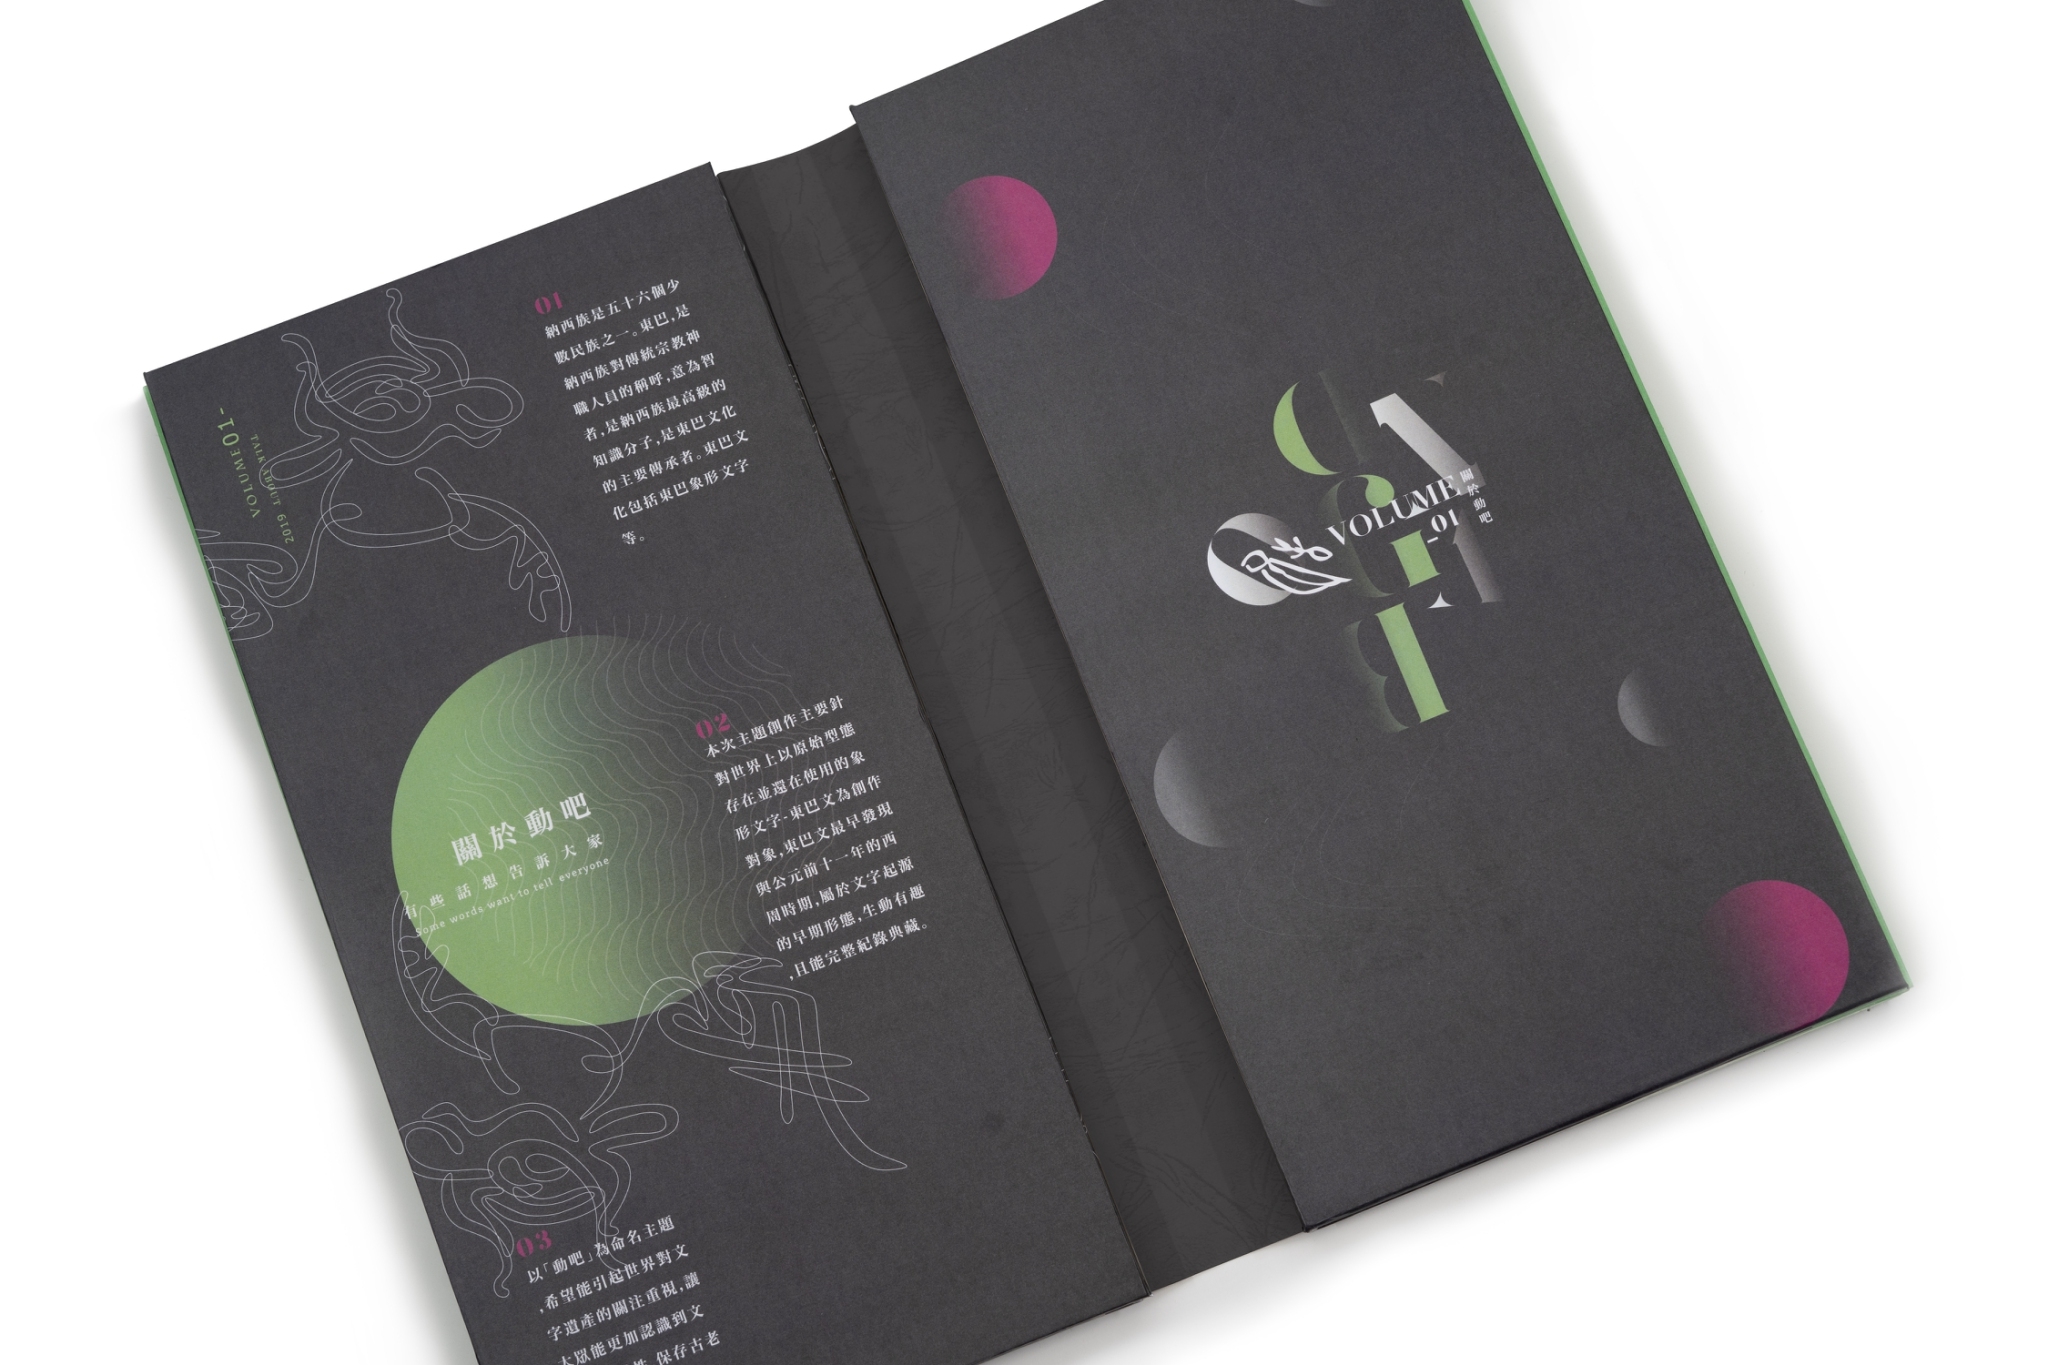 VOLUME 01 -
TALK ABOUT
2019
01
納西族是五十六個少
數民族之一。東巴,是
納西族對傳統宗教神
職人員的稱呼,意為智
者,是納西族最高級的
知識分子,是東巴文化
的主要傳承者。東巴文
化包括東巴象形文字
等。
關於動吧
有些話想告訴大家
Some words want to rell everyone
02
本次主題創作主要針
對世界上以原始型態
存在並還在使用的象
形文字-東巴文為創作
對象,東巴文最早發現
與公元前十一年的西
周時期,屬於文字起源
的早期形態,生動有趣
,且能完整紀錄典藏。
03
以「動吧」為命名主題
,希望能引起世界對文
字遺產的關注重視,讓
大眾能更加認識到文
性 保存古老
VOLUME
-01
關於動吧